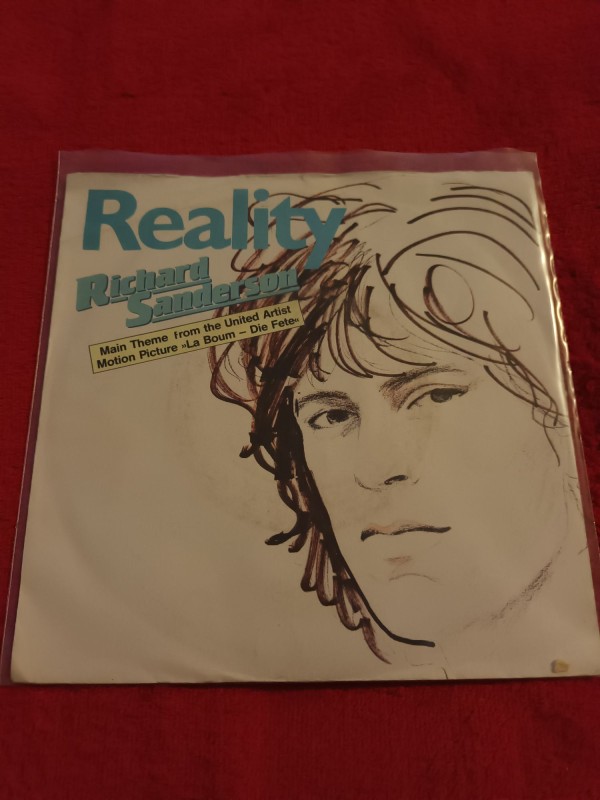 Reality
Richard
Sanderson
Main Theme from the United Artist
Motion Picture »La Boum – Die Fete«